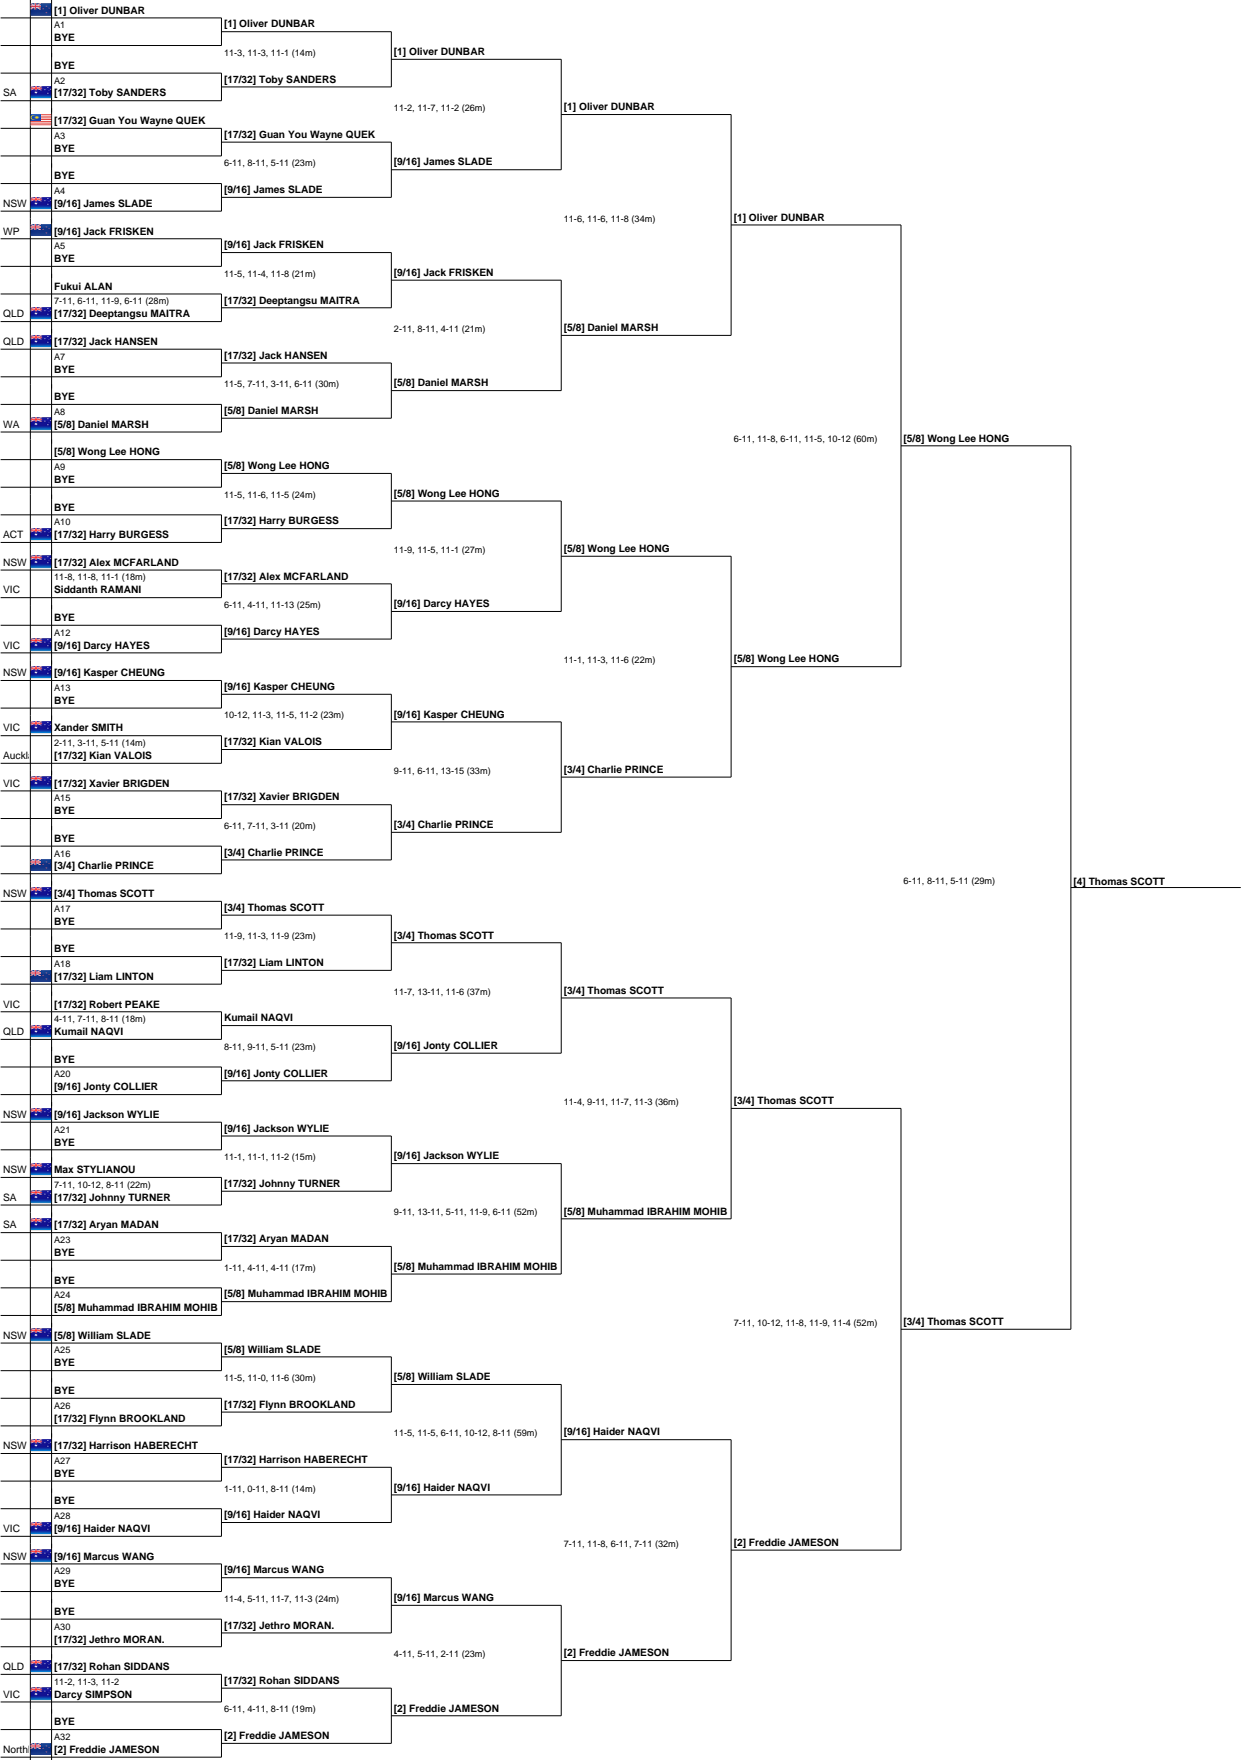 [1] Oliver DUNBAR
A1
BYE
BYE
A2
SA [17/32] Toby SANDERS
[17/32] Guan You Wayne QUEK
A3
BYE
BYE
A4
NSW [9/16] James SLADE
WP [9/16] Jack FRISKEN
A5
BYE
Fukui ALAN
7-11, 6-11, 11-9, 6-11 (28m)
QLD [17/32] Deeptangsu MAITRA
QLD [17/32] Jack HANSEN
A7
BYE
BYE
A8
WA [5/8] Daniel MARSH
[5/8] Wong Lee HONG
A9
BYE
BYE
A10
ACT [17/32] Harry BURGESS
NSW [17/32] Alex MCFARLAND
11-8, 11-8, 11-1 (18m)
VIC Siddanth RAMANI
BYE
A12
VIC [9/16] Darcy HAYES
NSW [9/16] Kasper CHEUNG
A13
BYE
VIC Xander SMITH
2-11, 3-11, 5-11 (14m)
Auckl [17/32] Kian VALOIS
VIC [17/32] Xavier BRIGDEN
A15
BYE
BYE
A16
[3/4] Charlie PRINCE
NSW [3/4] Thomas SCOTT
A17
BYE
BYE
A18
[17/32] Liam LINTON
VIC [17/32] Robert PEAKE
4-11, 7-11, 8-11 (18m)
QLD Kumail NAQVI
BYE
A20
[9/16] Jonty COLLIER
NSW [9/16] Jackson WYLIE
A21
BYE
NSW Max STYLIANOU
7-11, 10-12, 8-11 (22m)
SA [17/32] Johnny TURNER
SA [17/32] Aryan MADAN
A23
BYE
BYE
A24
[5/8] Muhammad IBRAHIM MOHIB
NSW [5/8] William SLADE
A25
BYE
BYE
A26
[17/32] Flynn BROOKLAND
NSW [17/32] Harrison HABERECHT
A27
BYE
BYE
A28
VIC [9/16] Haider NAQVI
NSW [9/16] Marcus WANG
A29
BYE
BYE
A30
[17/32] Jethro MORAN.
QLD [17/32] Rohan SIDDANS
11-2, 11-3, 11-2
VIC Darcy SIMPSON
BYE
A32
North [2] Freddie JAMESON
[1] Oliver DUNBAR
11-3, 11-3, 11-1 (14m)
[17/32] Toby SANDERS
[17/32] Guan You Wayne QUEK
6-11, 8-11, 5-11 (23m)
[9/16] James SLADE
[9/16] Jack FRISKEN
11-5, 11-4, 11-8 (21m)
[17/32] Deeptangsu MAITRA
[17/32] Jack HANSEN
11-5, 7-11, 3-11, 6-11 (30m)
[5/8] Daniel MARSH
[5/8] Wong Lee HONG
11-5, 11-6, 11-5 (24m)
[17/32] Harry BURGESS
[17/32] Alex MCFARLAND
6-11, 4-11, 11-13 (25m)
[9/16] Darcy HAYES
[9/16] Kasper CHEUNG
10-12, 11-3, 11-5, 11-2 (23m)
[17/32] Kian VALOIS
[17/32] Xavier BRIGDEN
6-11, 7-11, 3-11 (20m)
[3/4] Charlie PRINCE
[3/4] Thomas SCOTT
11-9, 11-3, 11-9 (23m)
[17/32] Liam LINTON
Kumail NAQVI
8-11, 9-11, 5-11 (23m)
[9/16] Jonty COLLIER
[9/16] Jackson WYLIE
11-1, 11-1, 11-2 (15m)
[17/32] Johnny TURNER
[17/32] Aryan MADAN
1-11, 4-11, 4-11 (17m)
[5/8] Muhammad IBRAHIM MOHIB
[5/8] William SLADE
11-5, 11-0, 11-6 (30m)
[17/32] Flynn BROOKLAND
[17/32] Harrison HABERECHT
1-11, 0-11, 8-11 (14m)
[9/16] Haider NAQVI
[9/16] Marcus WANG
11-4, 5-11, 11-7, 11-3 (24m)
[17/32] Jethro MORAN.
[17/32] Rohan SIDDANS
6-11, 4-11, 8-11 (19m)
[2] Freddie JAMESON
[1] Oliver DUNBAR
11-2, 11-7, 11-2 (26m)
[9/16] James SLADE
[9/16] Jack FRISKEN
2-11, 8-11, 4-11 (21m)
[5/8] Daniel MARSH
[5/8] Wong Lee HONG
11-9, 11-5, 11-1 (27m)
[9/16] Darcy HAYES
[9/16] Kasper CHEUNG
9-11, 6-11, 13-15 (33m)
[3/4] Charlie PRINCE
[3/4] Thomas SCOTT
11-7, 13-11, 11-6 (37m)
[9/16] Jonty COLLIER
[9/16] Jackson WYLIE
9-11, 13-11, 5-11, 11-9, 6-11 (52m)
[5/8] Muhammad IBRAHIM MOHIB
[5/8] William SLADE
11-5, 11-5, 6-11, 10-12, 8-11 (59m)
[9/16] Haider NAQVI
[9/16] Marcus WANG
4-11, 5-11, 2-11 (23m)
[2] Freddie JAMESON
[1] Oliver DUNBAR
11-6, 11-6, 11-8 (34m)
[5/8] Daniel MARSH
[5/8] Wong Lee HONG
11-1, 11-3, 11-6 (22m)
[3/4] Charlie PRINCE
[3/4] Thomas SCOTT
11-4, 9-11, 11-7, 11-3 (36m)
[5/8] Muhammad IBRAHIM MOHIB
[9/16] Haider NAQVI
7-11, 11-8, 6-11, 7-11 (32m)
[2] Freddie JAMESON
[1] Oliver DUNBAR
6-11, 11-8, 6-11, 11-5, 10-12 (60m)
[5/8] Wong Lee HONG
[3/4] Thomas SCOTT
7-11, 10-12, 11-8, 11-9, 11-4 (52m)
[2] Freddie JAMESON
[5/8] Wong Lee HONG
6-11, 8-11, 5-11 (29m)
[3/4] Thomas SCOTT
[4] Thomas SCOTT